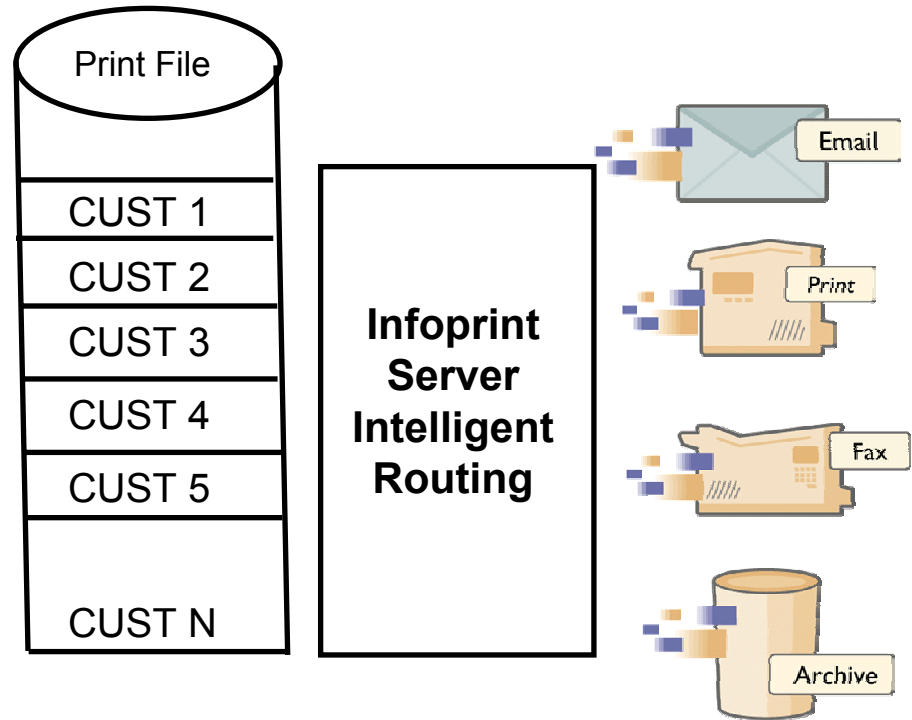 Print File
CUST 1
CUST 2
CUST 3
CUST 4
CUST 5
CUST N
Infoprint
Server
Intelligent
Routing
Email
Print
Fax
Archive